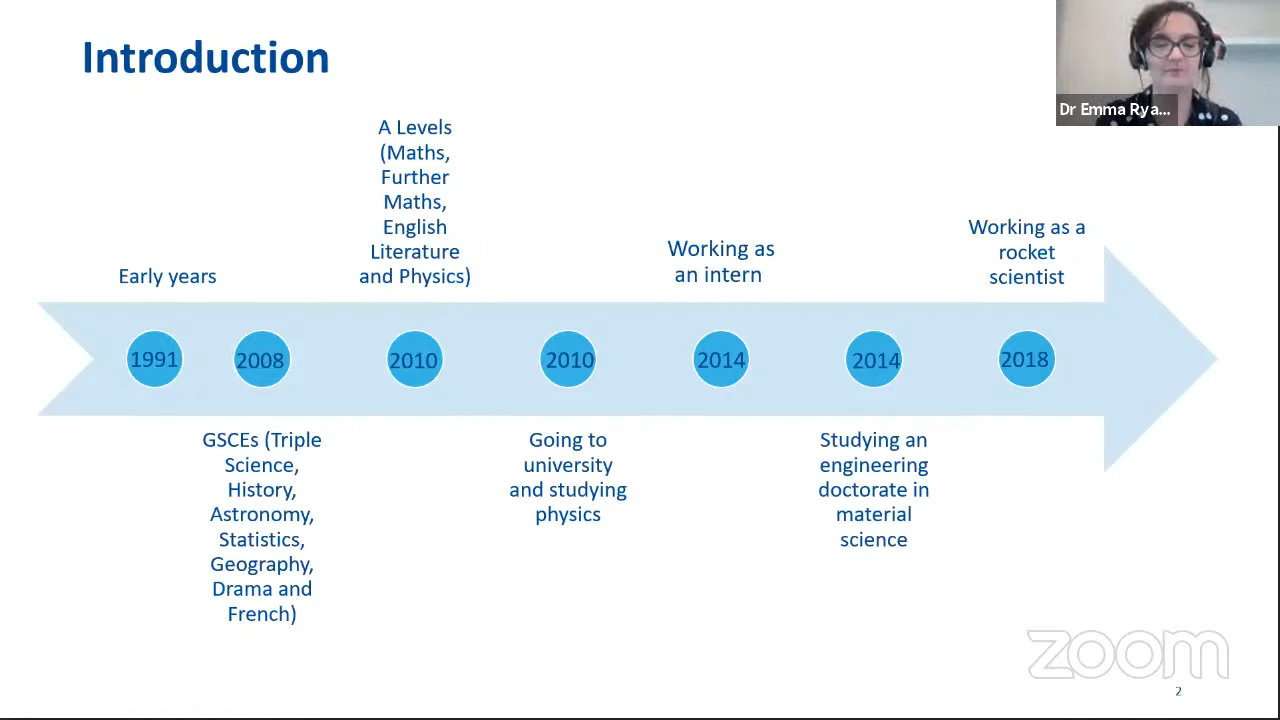 Introduction
Dr Emma Rya...
A Levels
(Maths,
Further
Maths,
English
Literature
and Physics)
Early years
Working as
an intern
Working as a
rocket
scientist
1991
2008
2010
2010
2014
2014
2018
GSCEs (Triple
Science,
History,
Astronomy,
Statistics,
Geography,
Drama and
French)
Going to
university
and studying
physics
Studying an
engineering
doctorate in
material
science
zoom
2